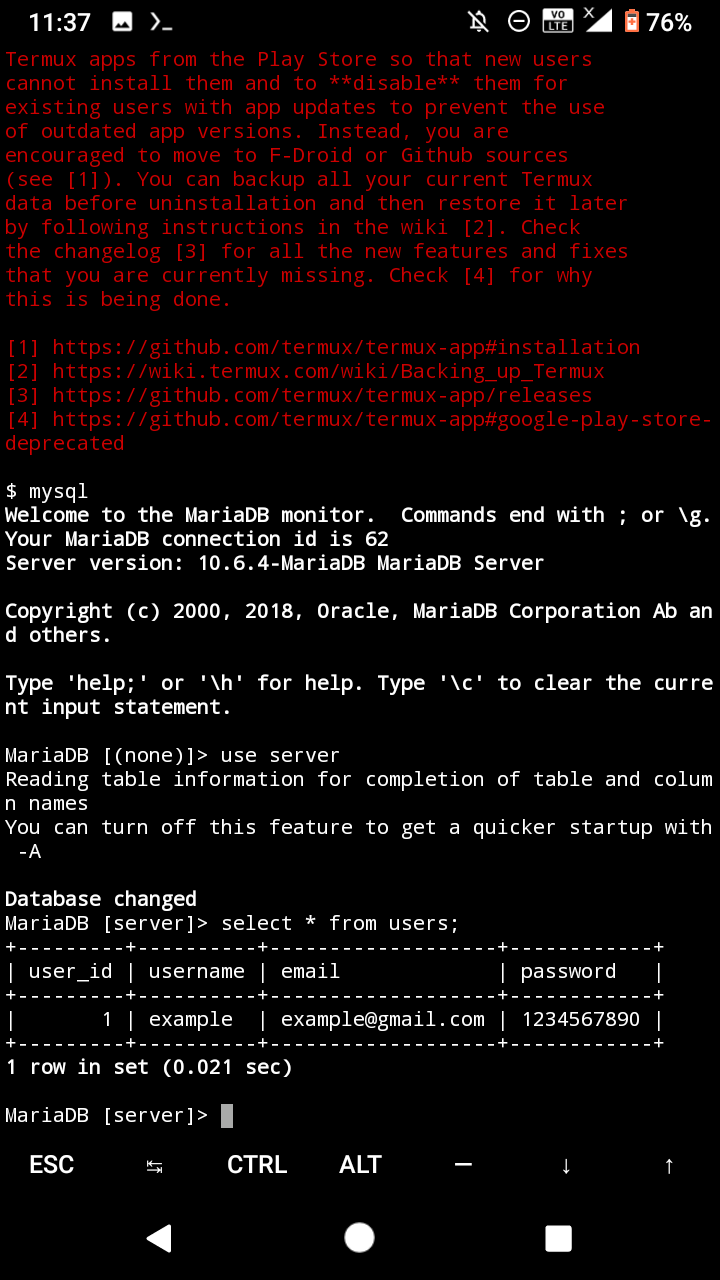 11:37 VO LTE X 76%
Termux apps from the Play Store so that new users
cannot install them and to **disable** them for
existing users with app updates to prevent the use
of outdated app versions. Instead, you are
encouraged to move to F-Droid or Github sources
(see [1]). You can backup all your current Termux
data before uninstallation and then restore it later
by following instructions in the wiki [2]. Check
the changelog [3] for all the new features and fixes
that you are currently missing. Check [4] for why
this is being done.

[1] https://github.com/termux/termux-app#installation
[2] https://wiki.termux.com/wiki/Backing_up_Termux
[3] https://github.com/termux/termux-app/releases
[4] https://github.com/termux/termux-app#google-play-store-
deprecated

$ mysql
Welcome to the MariaDB monitor.  Commands end with ; or \g.
Your MariaDB connection id is 62
Server version: 10.6.4-MariaDB MariaDB Server

Copyright (c) 2000, 2018, Oracle, MariaDB Corporation Ab an
d others.

Type 'help;' or '\h' for help. Type '\c' to clear the curre
nt input statement.

MariaDB [(none)]> use server
Reading table information for completion of table and colum
n names
You can turn off this feature to get a quicker startup with
 -A

Database changed
MariaDB [server]> select * from users;
+---------+----------+-------------------+------------+
| user_id | username | email             | password   |
+---------+----------+-------------------+------------+
|       1 | example  | example@gmail.com | 1234567890 |
+---------+----------+-------------------+------------+
1 row in set (0.021 sec)

MariaDB [server]>
ESC ↹ CTRL ALT — ↓ ↑